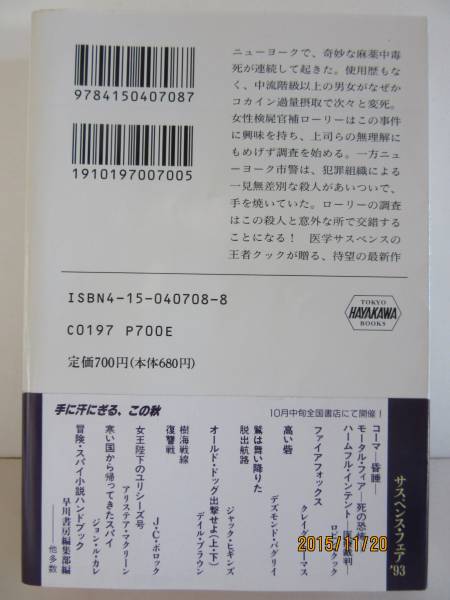 ニューヨークで、奇妙な麻薬中毒
死が連続して起きた。使用歴もな
く、中流階級以上の男女がなぜか
コカイン過量摂取で次々と変死。
女性検屍官補ローリーはこの事件
に興味を持ち、上司らの無理解に
もめげず調査を始める。一方ニュ
ーヨーク市警は、犯罪組織による
一見無差別な殺人があいついで、
手を焼いていた。ローリーの調査
はこの殺人と意外な所で交錯する
ことになる! 医学サスペンスの
王者クックが贈る、待望の最新作
9784150407087
1910197007005
ISBN4-15-040708-8
C0197 P700E
定価700円(本体680円)
TOKYO
HAYAKAWA
BOOKS
手に汗にぎる、この秋
10月中旬全国書店にて開催!
サスペンス・フェア'93
コーマ―昏睡―
モータル・フィア―死の恐怖
ハームフル・インテント―医療裁判―
クック
ファイアフォックス
クレイグ・トーマス
高い砦
デズモンド・バグリイ
鷲は舞い降りた
脱出航路
ジャック・ヒギンズ
オールド・ドッグ出撃せよ(上・下)
デイル・ブラウン
樹海戦線
復讐戦
J・C・ポロック
女王陛下のユリシーズ号
アリステア・マクリーン
寒い国から帰ってきたスパイ
ジョン・ル・カレ
冒険・スパイ小説ハンドブック
早川書房編集部編
―他多数
2015/11/20